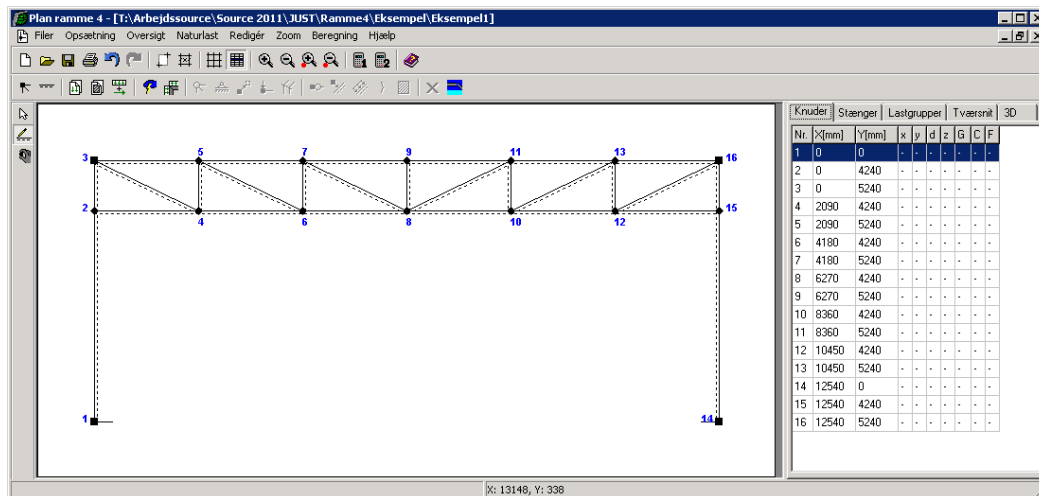 Plan ramme 4 - [T:\Arbejdssource\Source 2011\JUST\Ramme4\Eksempel\Eksempel1]
Filer Opsætning Oversigt Naturlast Redigér Zoom Beregning Hjælp
1 2
Knuder Stænger Lastgrupper Tværsnit 3D
Nr. X[mm] Y[mm] x y d z G C F
1 0 0 - - - - - - -
2 0 4240 - - - - - - -
3 0 5240 - - - - - - -
4 2090 4240 - - - - - - -
5 2090 5240 - - - - - - -
6 4180 4240 - - - - - - -
7 4180 5240 - - - - - - -
8 6270 4240 - - - - - - -
9 6270 5240 - - - - - - -
10 8360 4240 - - - - - - -
11 8360 5240 - - - - - - -
12 10450 4240 - - - - - - -
13 10450 5240 - - - - - - -
14 12540 0 - - - - - - -
15 12540 4240 - - - - - - -
16 12540 5240 - - - - - - -
3 5 7 9 11 13 16
2 15
4 6 8 10 12
1 14
X: 13148, Y: 338